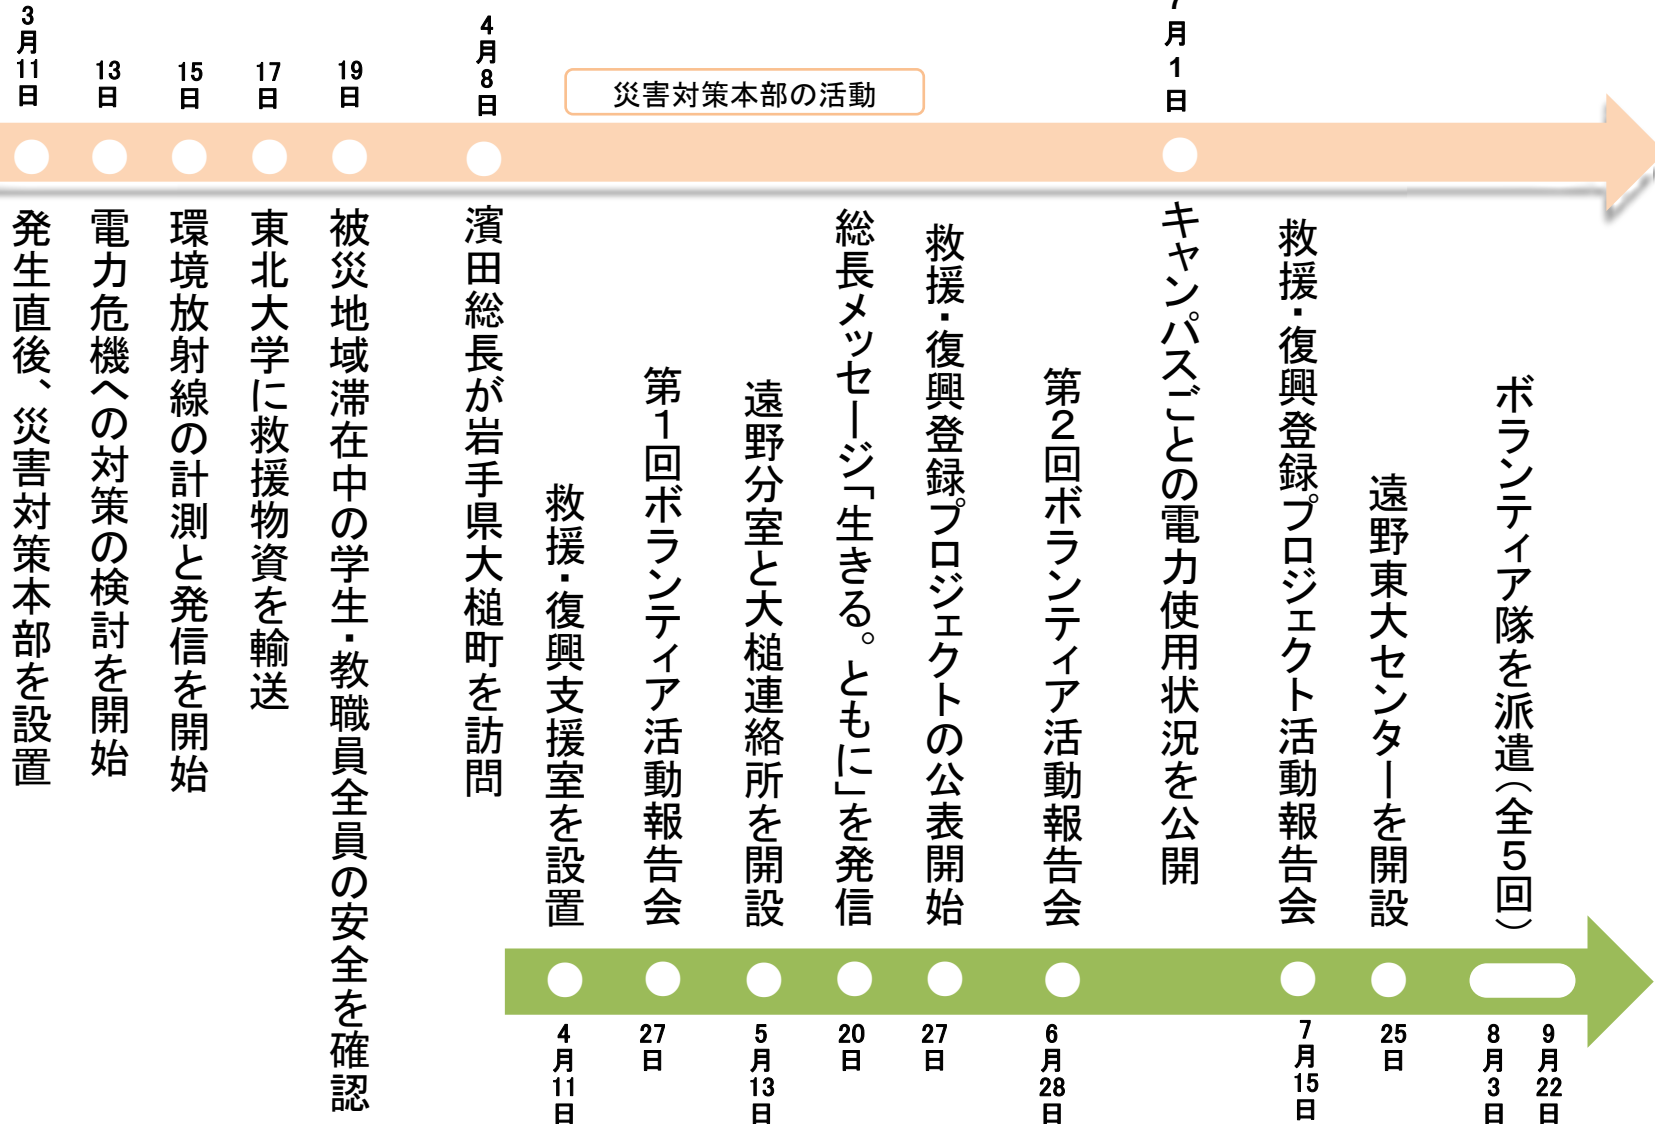 3月11日
13日
15日
17日
19日
4月8日
災害対策本部の活動
7月1日
発生直後、災害対策本部を設置
電力危機への対策の検討を開始
環境放射線の計測と発信を開始
東北大学に救援物資を輸送
被災地域滞在中の学生・教職員全員の安全を確認
濱田総長が岩手県大槌町を訪問
救援・復興支援室を設置
第1回ボランティア活動報告会
遠野分室と大槌連絡所を開設
総長メッセージ「生きる。ともに」を発信
救援・復興登録プロジェクトの公表開始
第2回ボランティア活動報告会
キャンパスごとの電力使用状況を公開
救援・復興登録プロジェクト活動報告会
遠野東大センターを開設
ボランティア隊を派遣(全5回)
4月11日
27日
5月13日
20日
27日
6月28日
7月15日
25日
8月3日
9月22日